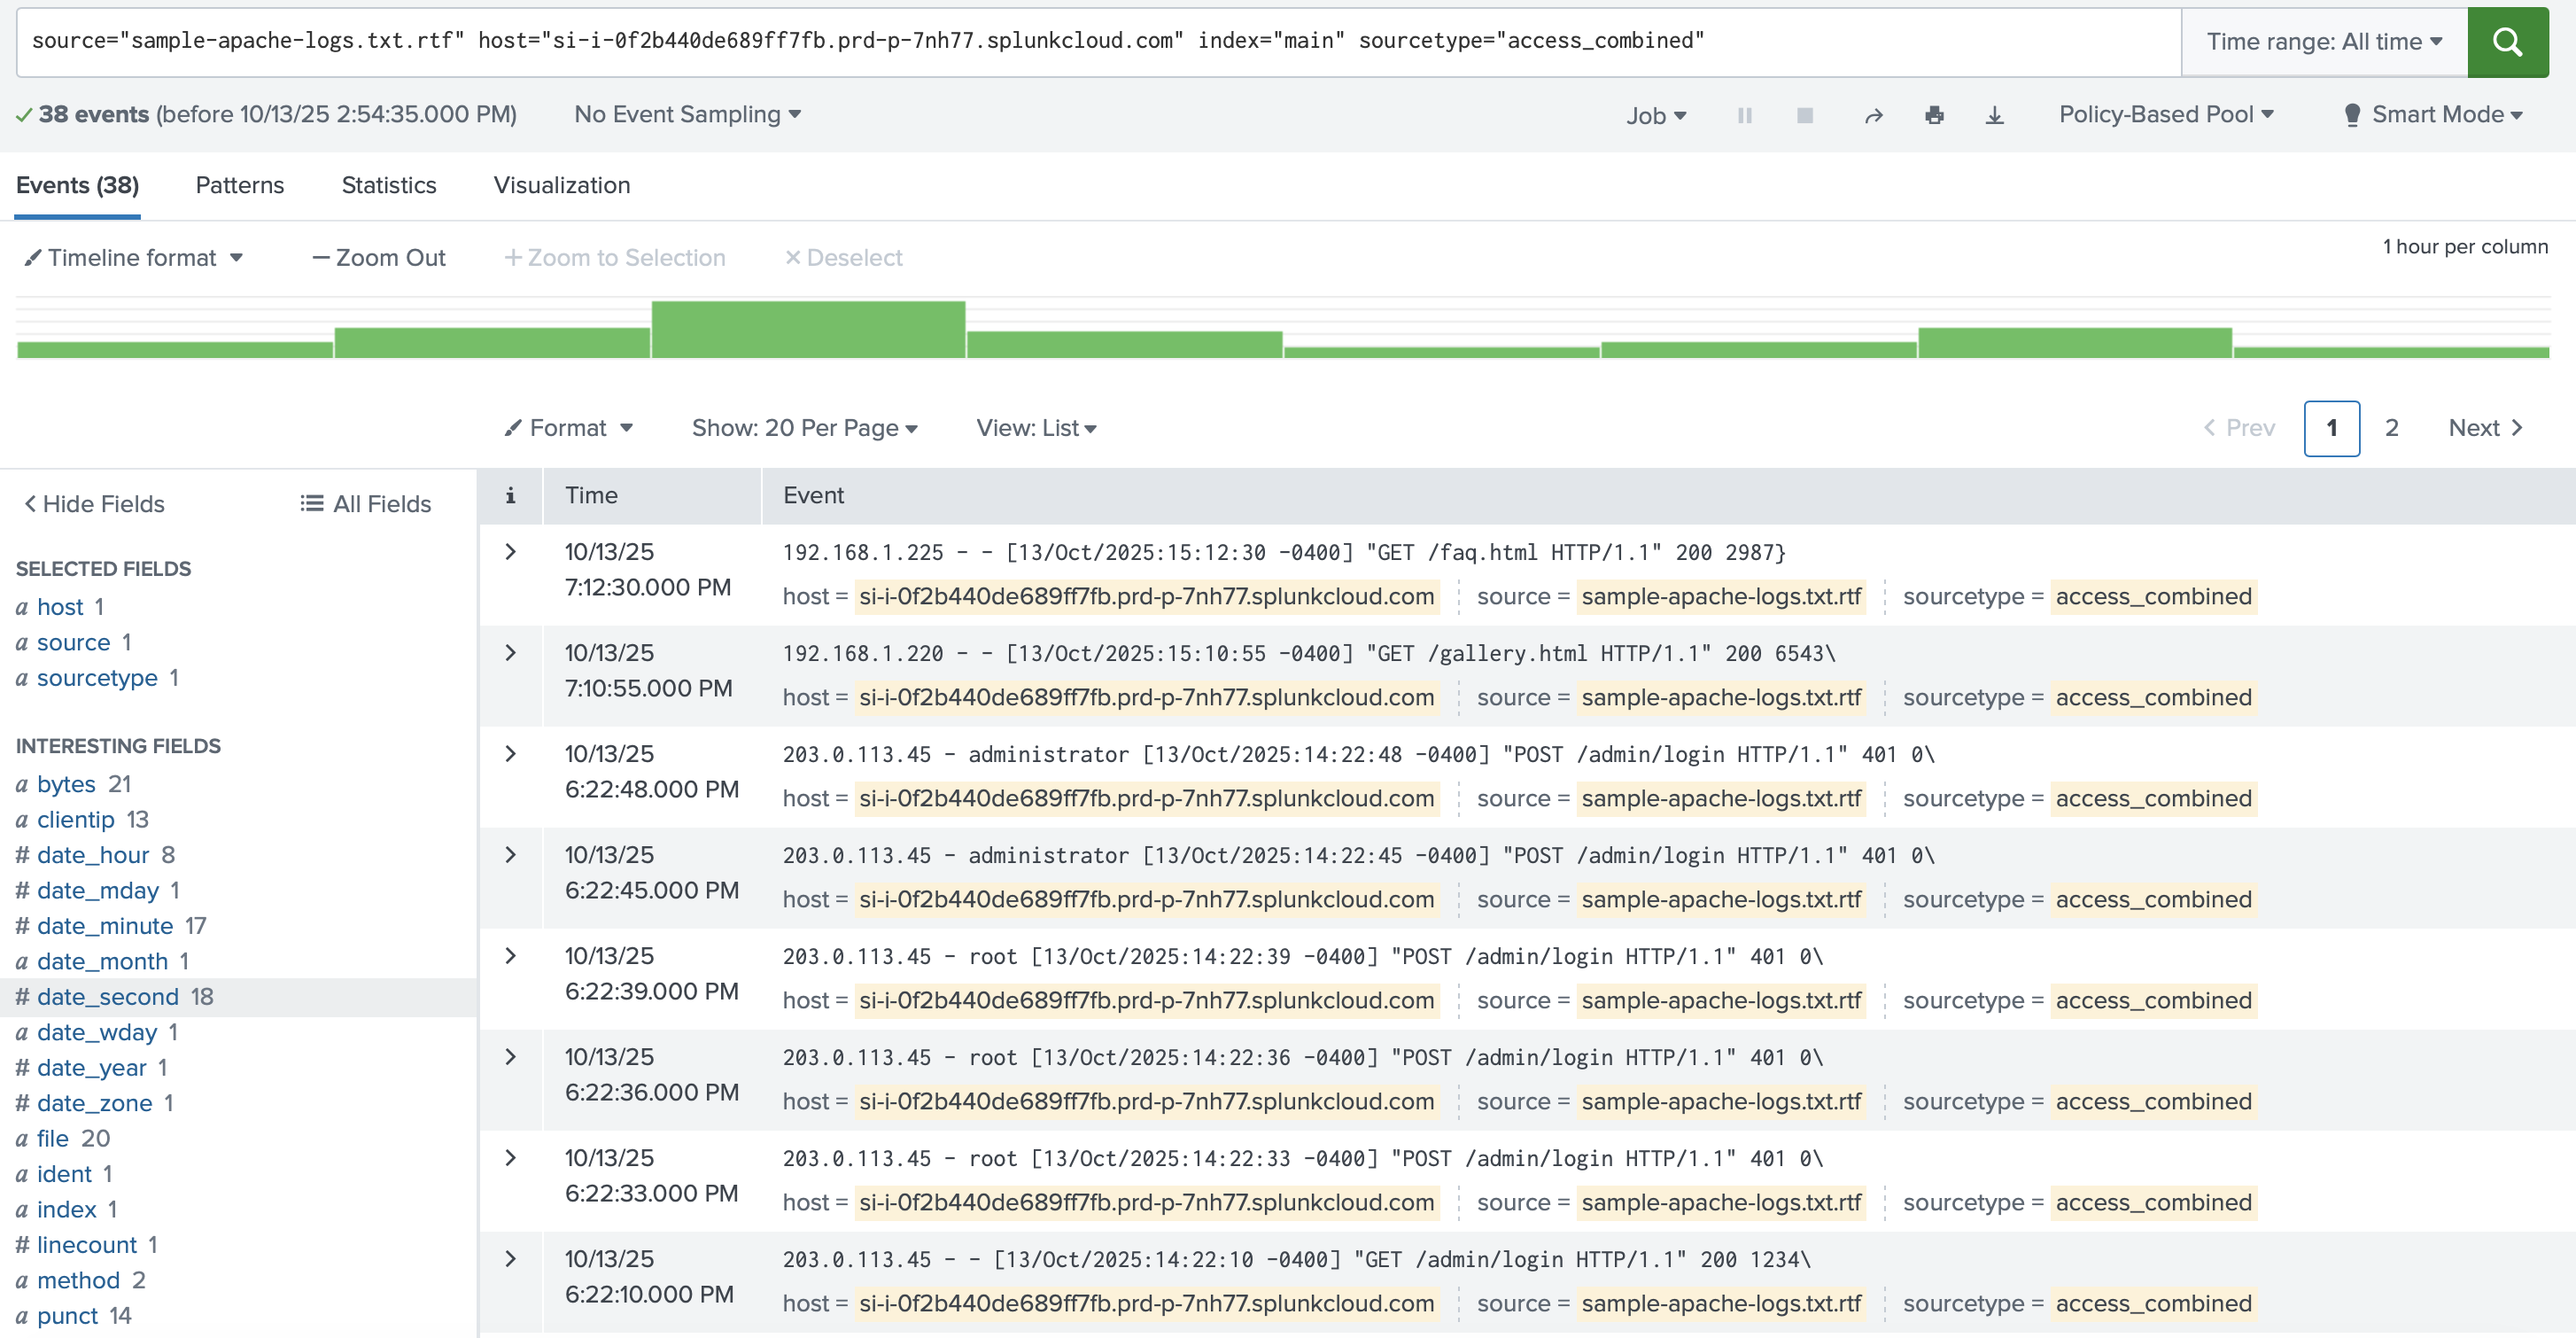 source="sample-apache-logs.txt.rtf" host="si-i-0f2b440de689ff7fb.prd-p-7nh77.splunkcloud.com" index="main" sourcetype="access_combined"
Time range: All time
38 events (before 10/13/25 2:54:35.000 PM)
No Event Sampling
Job
Policy-Based Pool
Smart Mode
Events (38)
Patterns
Statistics
Visualization
Timeline format
Zoom Out
Zoom to Selection
Deselect
1 hour per column
Format
Show: 20 Per Page
View: List
Prev
1
2
Next
Hide Fields
All Fields
SELECTED FIELDS
a host 1
a source 1
a sourcetype 1
INTERESTING FIELDS
a bytes 21
a clientip 13
# date_hour 8
# date_mday 1
# date_minute 17
a date_month 1
# date_second 18
a date_wday 1
# date_year 1
# date_zone 1
a file 20
a ident 1
a index 1
# linecount 1
a method 2
a punct 14
i
Time
Event
10/13/25
7:12:30.000 PM
192.168.1.225 - - [13/Oct/2025:15:12:30 -0400] "GET /faq.html HTTP/1.1" 200 2987}
host = si-i-0f2b440de689ff7fb.prd-p-7nh77.splunkcloud.com source = sample-apache-logs.txt.rtf sourcetype = access_combined
10/13/25
7:10:55.000 PM
192.168.1.220 - - [13/Oct/2025:15:10:55 -0400] "GET /gallery.html HTTP/1.1" 200 6543\
host = si-i-0f2b440de689ff7fb.prd-p-7nh77.splunkcloud.com source = sample-apache-logs.txt.rtf sourcetype = access_combined
10/13/25
6:22:48.000 PM
203.0.113.45 - administrator [13/Oct/2025:14:22:48 -0400] "POST /admin/login HTTP/1.1" 401 0\
host = si-i-0f2b440de689ff7fb.prd-p-7nh77.splunkcloud.com source = sample-apache-logs.txt.rtf sourcetype = access_combined
10/13/25
6:22:45.000 PM
203.0.113.45 - administrator [13/Oct/2025:14:22:45 -0400] "POST /admin/login HTTP/1.1" 401 0\
host = si-i-0f2b440de689ff7fb.prd-p-7nh77.splunkcloud.com source = sample-apache-logs.txt.rtf sourcetype = access_combined
10/13/25
6:22:39.000 PM
203.0.113.45 - root [13/Oct/2025:14:22:39 -0400] "POST /admin/login HTTP/1.1" 401 0\
host = si-i-0f2b440de689ff7fb.prd-p-7nh77.splunkcloud.com source = sample-apache-logs.txt.rtf sourcetype = access_combined
10/13/25
6:22:36.000 PM
203.0.113.45 - root [13/Oct/2025:14:22:36 -0400] "POST /admin/login HTTP/1.1" 401 0\
host = si-i-0f2b440de689ff7fb.prd-p-7nh77.splunkcloud.com source = sample-apache-logs.txt.rtf sourcetype = access_combined
10/13/25
6:22:33.000 PM
203.0.113.45 - root [13/Oct/2025:14:22:33 -0400] "POST /admin/login HTTP/1.1" 401 0\
host = si-i-0f2b440de689ff7fb.prd-p-7nh77.splunkcloud.com source = sample-apache-logs.txt.rtf sourcetype = access_combined
10/13/25
6:22:10.000 PM
203.0.113.45 - - [13/Oct/2025:14:22:10 -0400] "GET /admin/login HTTP/1.1" 200 1234\
host = si-i-0f2b440de689ff7fb.prd-p-7nh77.splunkcloud.com source = sample-apache-logs.txt.rtf sourcetype = access_combined